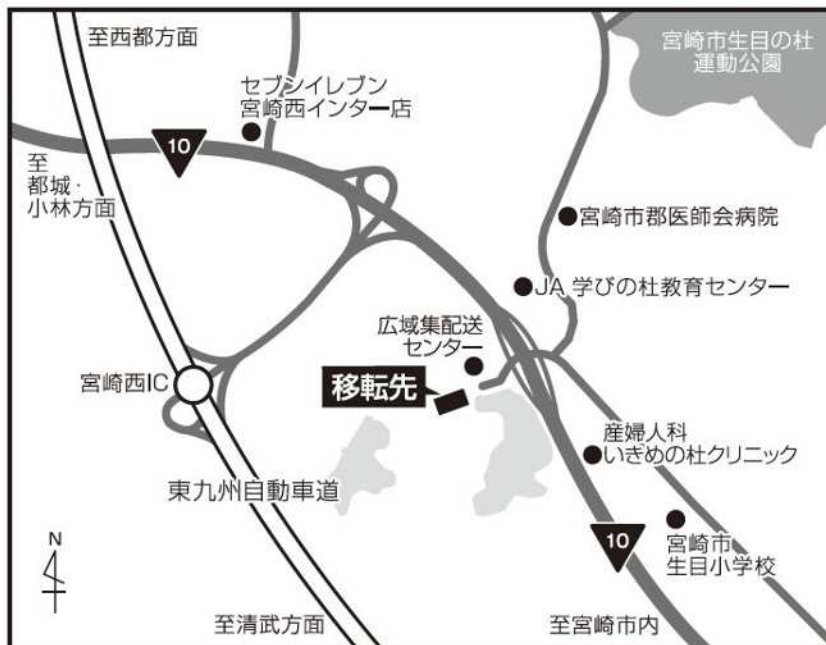 至西都方面
宮崎市生目の杜
運動公園
セブンイレブン
宮崎西インター店
10
至
都城・
小林方面
宮崎市郡医師会病院
JA 学びの杜教育センター
広域集配送
センター
宮崎西IC
移転先
産婦人科
いきめの杜クリニック
東九州自動車道
10
宮崎市
生目小学校
N
至清武方面
至宮崎市内